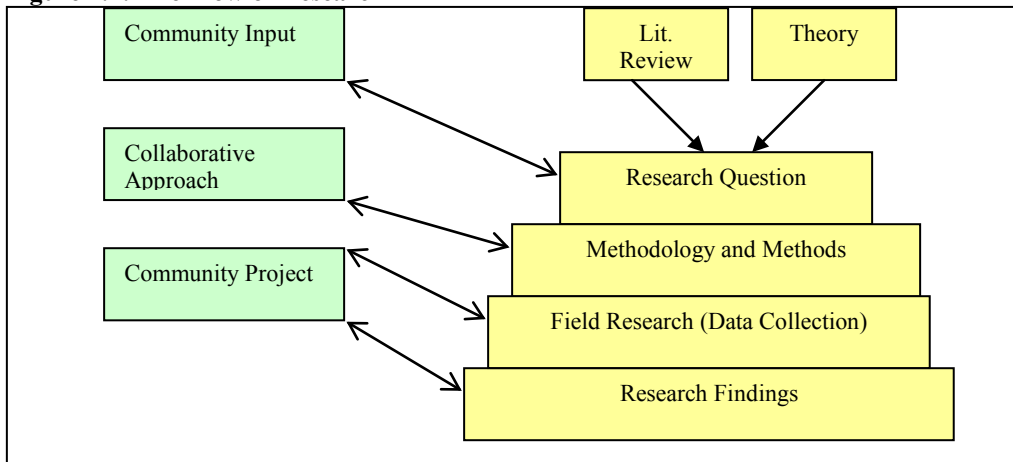 Community Input
Lit.
Review
Theory
Collaborative
Approach
Research Question
Methodology and Methods
Community Project
Field Research (Data Collection)
Research Findings